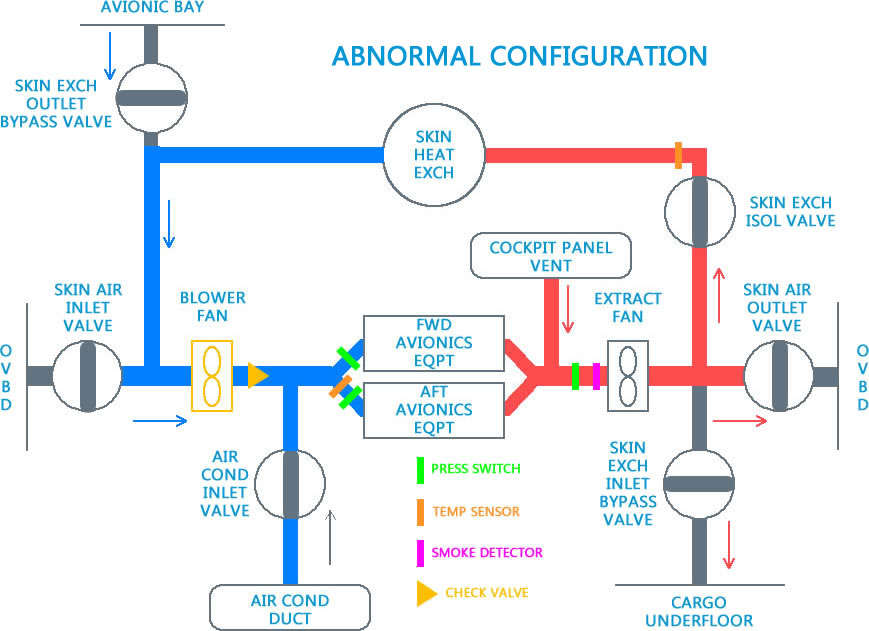 AVIONIC BAY
ABNORMAL CONFIGURATION
SKIN EXCH
OUTLET
BYPASS VALVE
SKIN
HEAT
EXCH
SKIN EXCH
ISOL VALVE
COCKPIT PANEL
VENT
SKIN AIR
INLET
VALVE
BLOWER
FAN
EXTRACT
FAN
SKIN AIR
OUTLET
VALVE
FWD
AVIONICS
EQPT
OVBD
OVBD
AFT
AVIONICS
EQPT
AIR
COND
INLET
VALVE
SKIN
EXCH
INLET
BYPASS
VALVE
PRESS SWITCH
TEMP SENSOR
SMOKE DETECTOR
CHECK VALVE
AIR COND
DUCT
CARGO
UNDERFLOOR